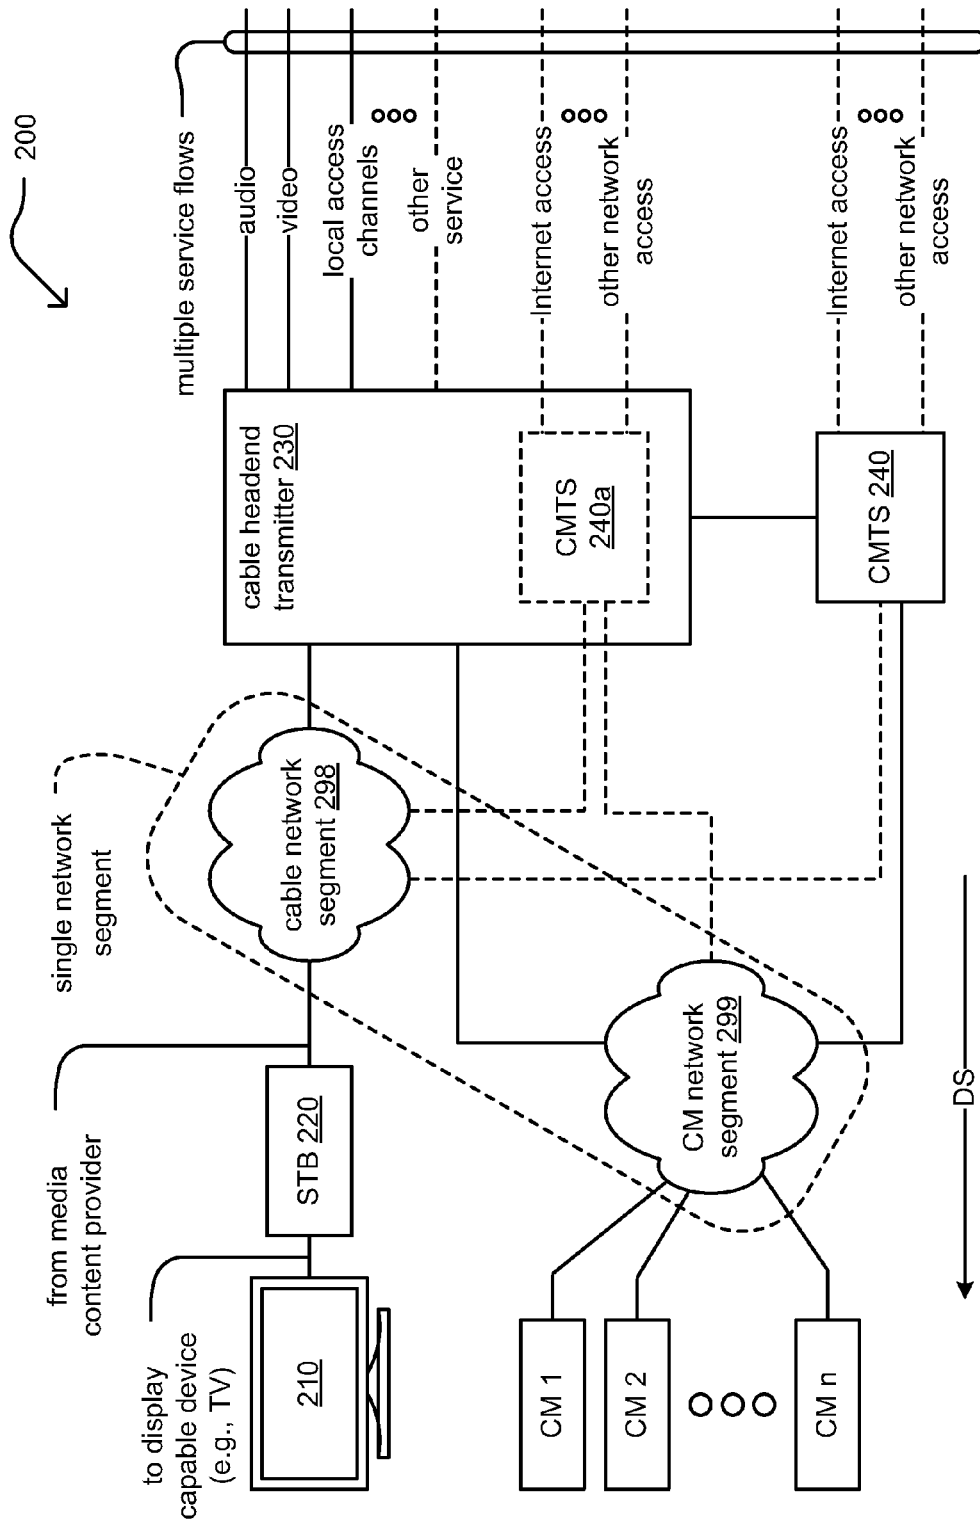 200
multiple service flows
audio
video
local access
channels
other
service
Internet access
other network
access
Internet access
other network
access
cable headend
transmitter 230
CMTS
240a
CMTS 240
single network
segment
cable network
segment 298
CM network
segment 299
from media
content provider
STB 220
to display
capable device
(e.g., TV)
210
CM 1
CM 2
CM n
DS